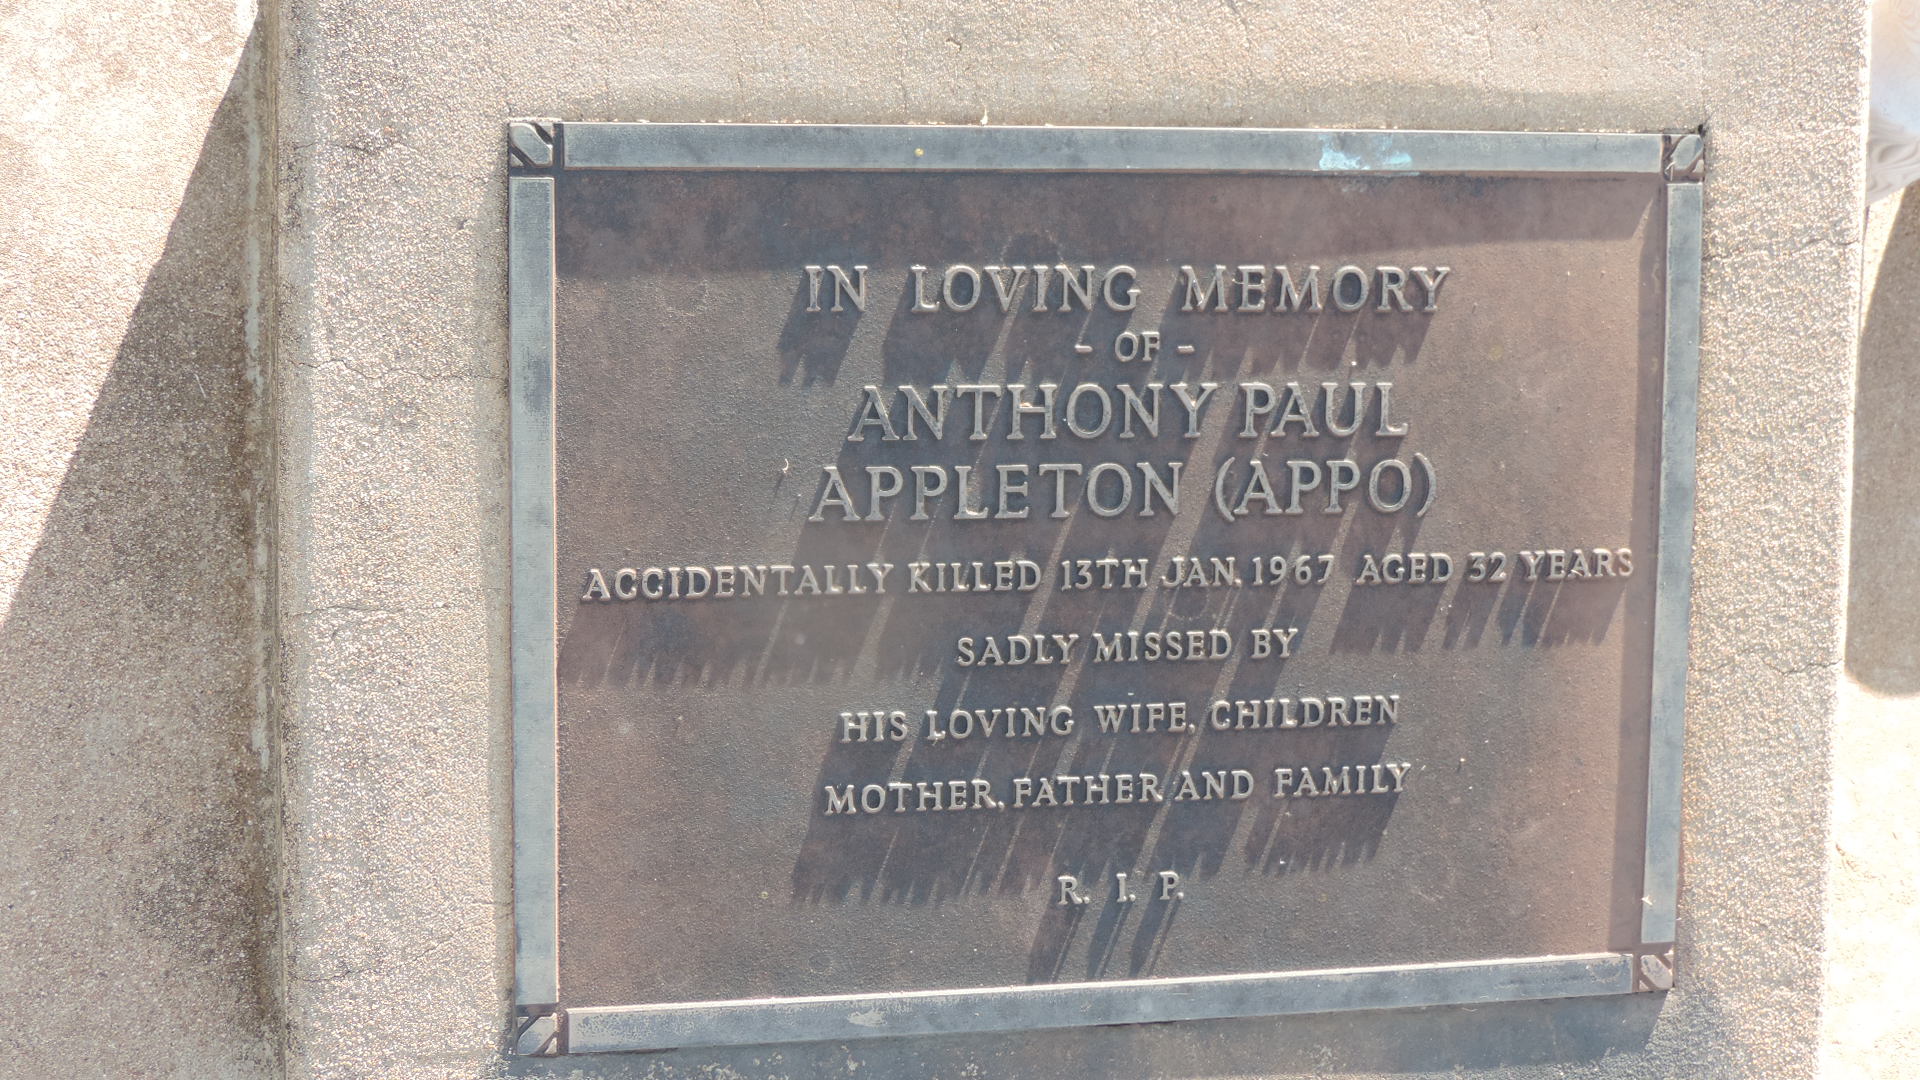 IN LOVING MEMORY
- OF -
ANTHONY PAUL
APPLETON (APPO)
ACCIDENTALLY KILLED 13TH JAN. 1967 AGED 32 YEARS
SADLY MISSED BY
HIS LOVING WIFE, CHILDREN
MOTHER, FATHER AND FAMILY
R. I. P.